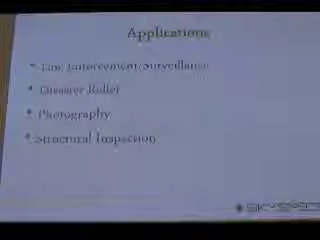 Applications
• Law Enforcement Surveillance
• Disaster Relief
• Photography
• Structural Inspection